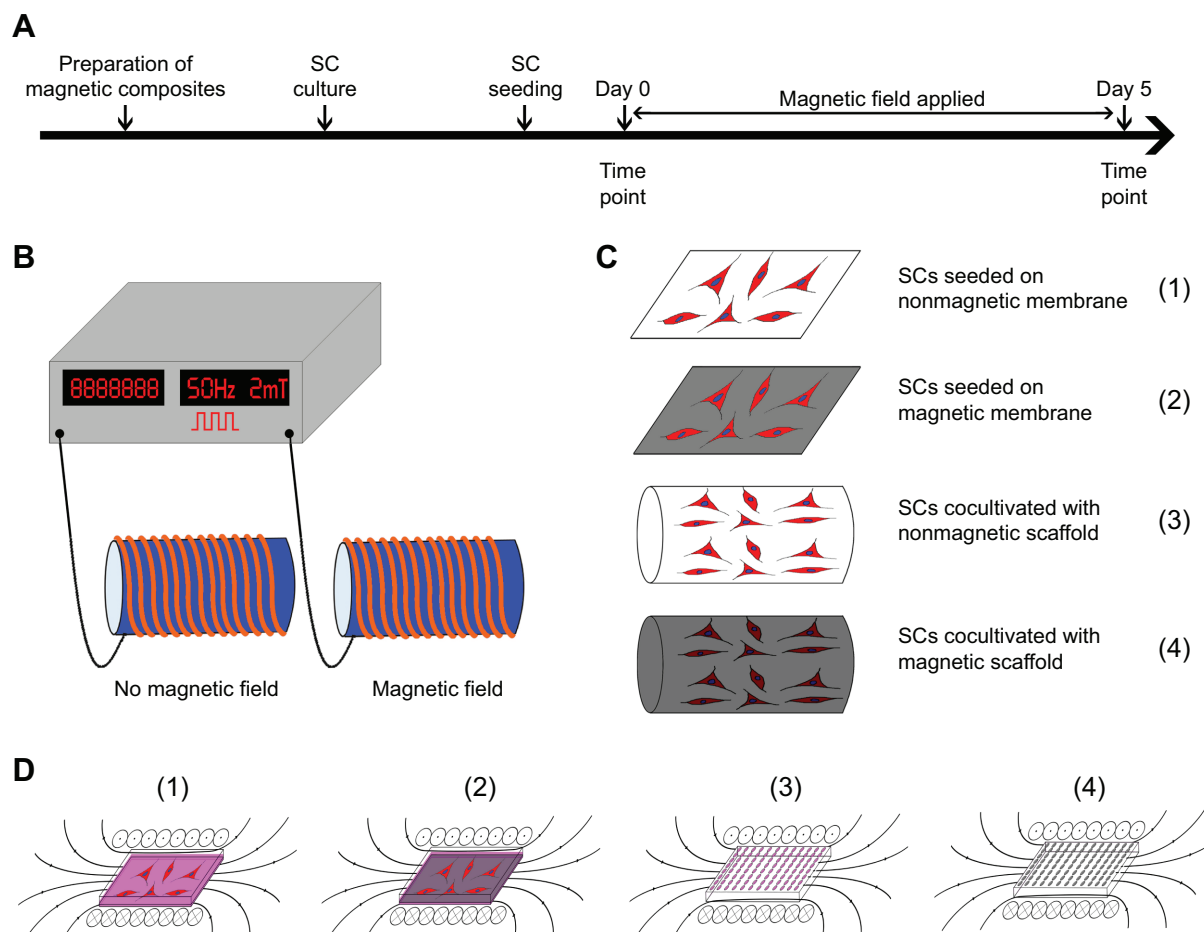 A
Preparation of
magnetic composites
SC
culture
SC
seeding
Day 0
Magnetic field applied
Day 5
Time
point
Time
point
B
8888888
50Hz 2mT
No magnetic field
Magnetic field
C
SCs seeded on
nonmagnetic membrane
(1)
SCs seeded on
magnetic membrane
(2)
SCs cocultivated with
nonmagnetic scaffold
(3)
SCs cocultivated with
magnetic scaffold
(4)
D
(1)
(2)
(3)
(4)